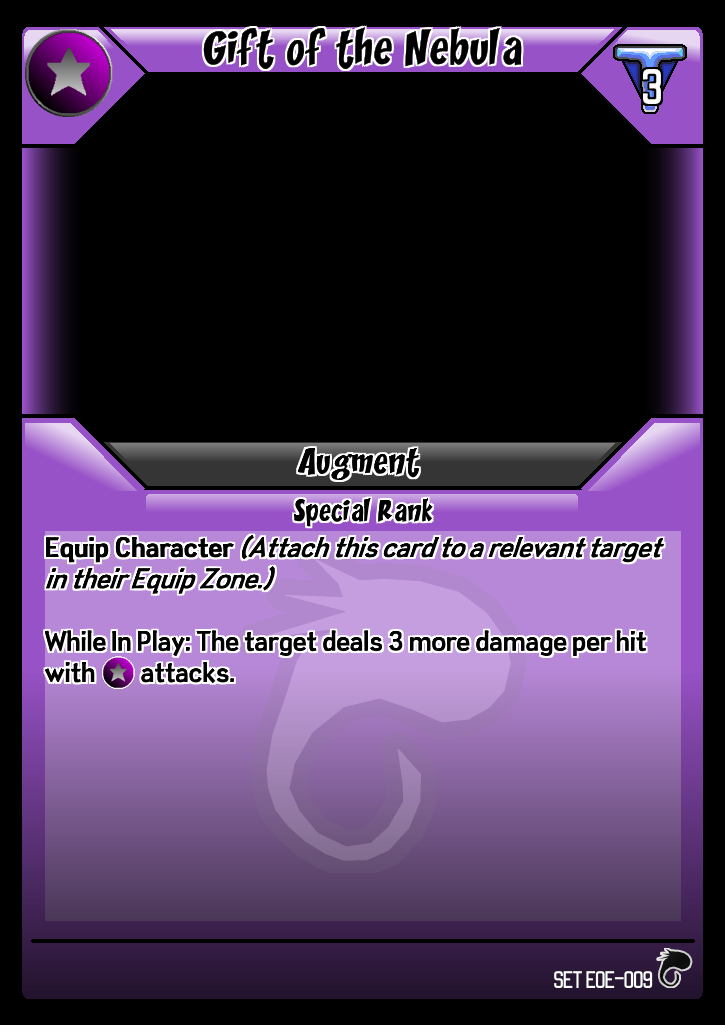 Gift of the Nebula
3
Augment
Special Rank
Equip Character (Attach this card to a relevant target
in their Equip Zone.)
While In Play: The target deals 3 more damage per hit
with attacks.
SET EOE-009